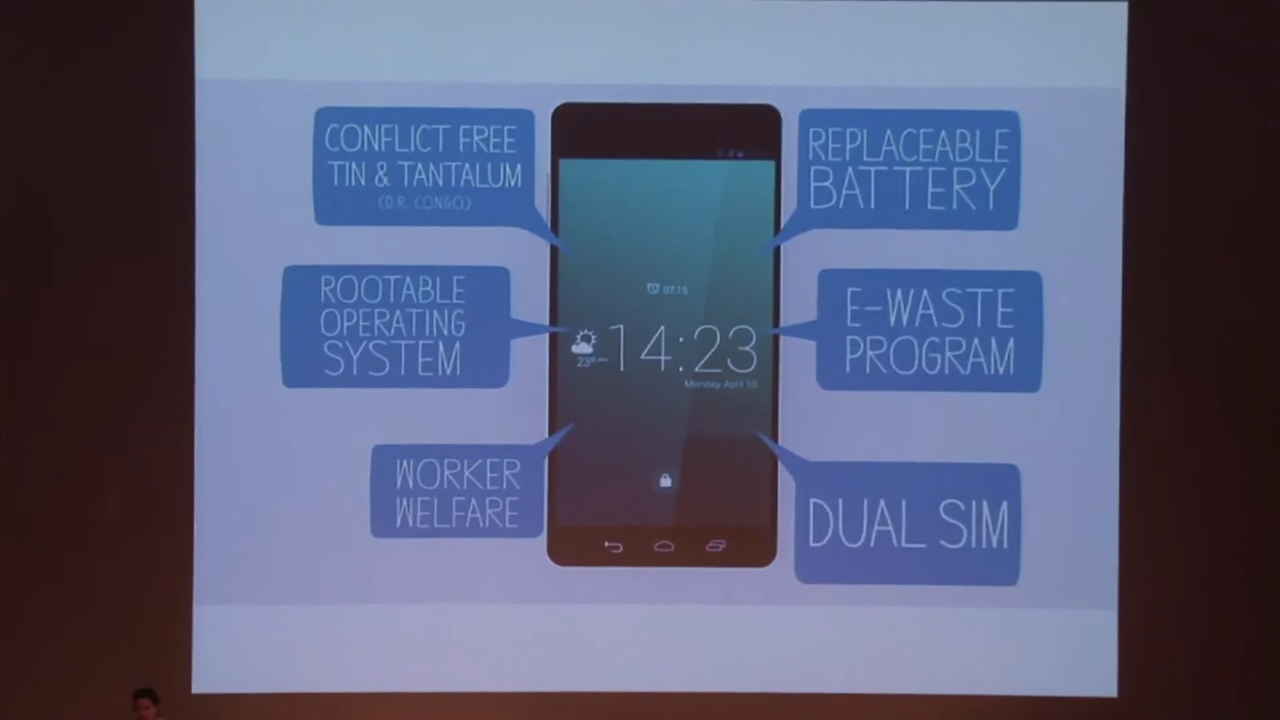 CONFLICT FREE
TIN & TANTALUM
(D.R. CONGO)
ROOTABLE
OPERATING
SYSTEM
WORKER
WELFARE
07:15
14:23
23°
Monday, April 10
REPLACEABLE
BATTERY
E-WASTE
PROGRAM
DUAL SIM